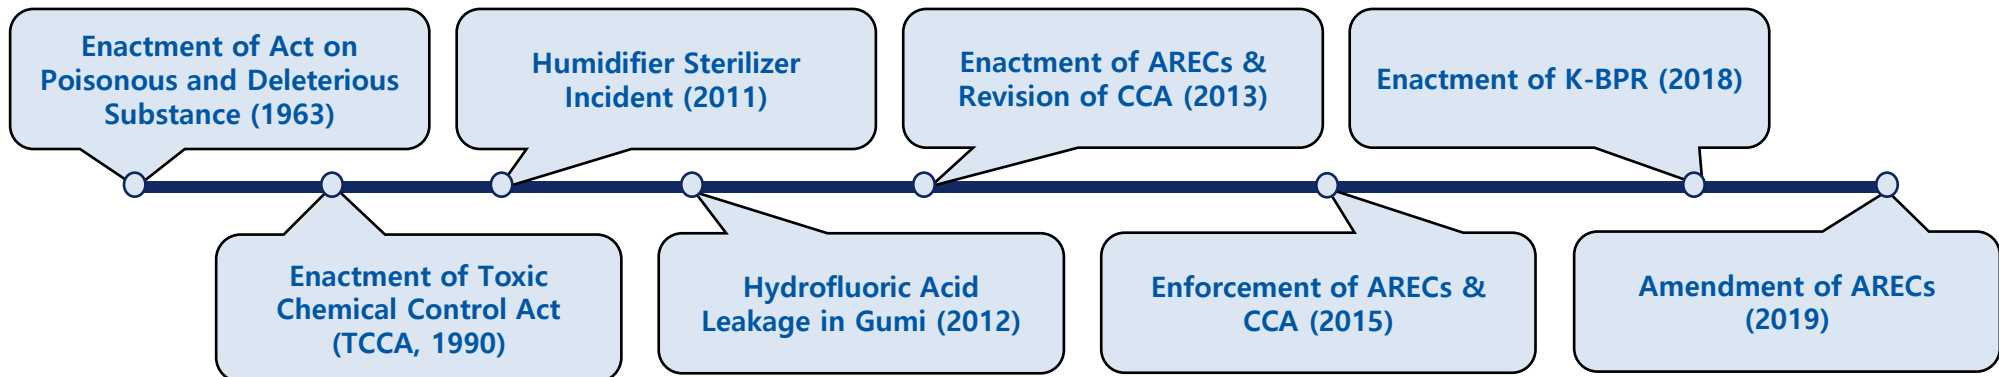 Enactment of Act on
Poisonous and Deleterious
Substance (1963)
Humidifier Sterilizer
Incident (2011)
Enactment of ARECs &
Revision of CCA (2013)
Enactment of K-BPR (2018)
Enactment of Toxic
Chemical Control Act
(TCCA, 1990)
Hydrofluoric Acid
Leakage in Gumi (2012)
Enforcement of ARECs &
CCA (2015)
Amendment of ARECs
(2019)